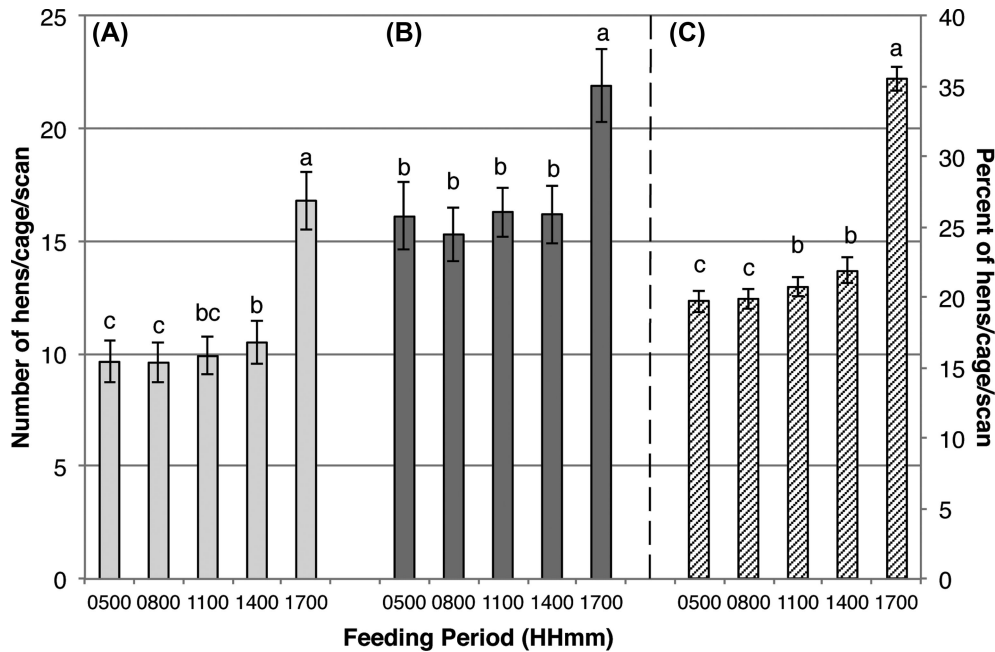 25
20
15
10
5
0
Number of hens/cage/scan
(A)
c
c
bc
b
a
(B)
b
b
b
b
a
(C)
c
c
b
b
a
40
35
30
25
20
15
10
5
0
Percent of hens/cage/scan
0500 0800 1100 1400 1700 0500 0800 1100 1400 1700 0500 0800 1100 1400 1700
Feeding Period (HHmm)